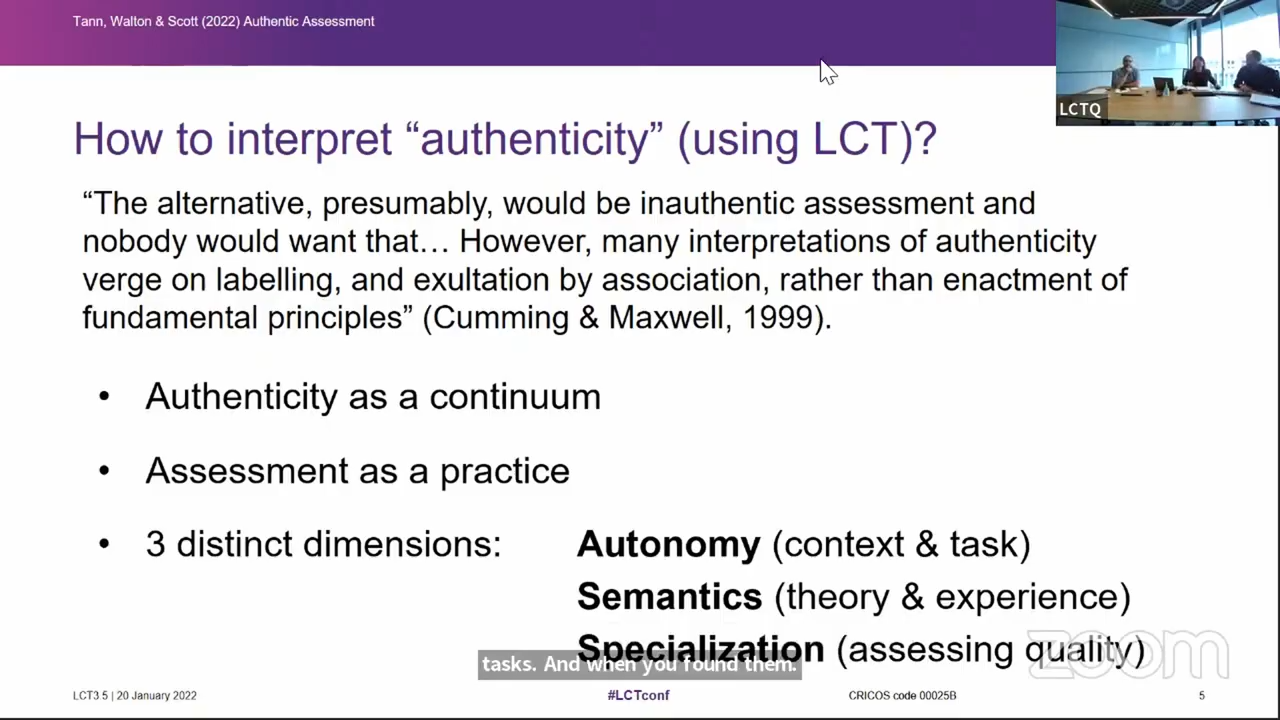 Tann, Walton & Scott (2022) Authentic Assessment
LCTQ
How to interpret “authenticity” (using LCT)?
“The alternative, presumably, would be inauthentic assessment and
nobody would want that… However, many interpretations of authenticity
verge on labelling, and exultation by association, rather than enactment of
fundamental principles” (Cumming & Maxwell, 1999).
• Authenticity as a continuum
• Assessment as a practice
• 3 distinct dimensions: Autonomy (context & task)
Semantics (theory & experience)
Specialization (assessing quality)
zoom
tasks. And when you found them.
LCT3 5 | 20 January 2022 #LCTconf CRICOS code 00025B 5